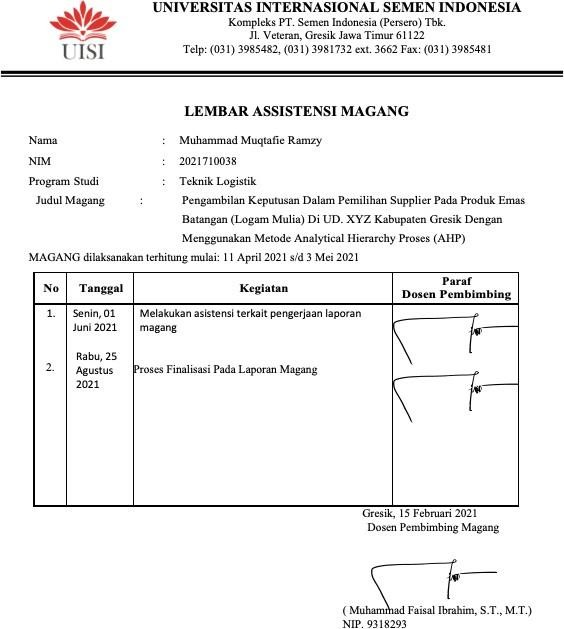 UISI
UNIVERSITAS INTERNASIONAL SEMEN INDONESIA
Kompleks PT. Semen Indonesia (Persero) Tbk.
Jl. Veteran, Gresik Jawa Timur 61122
Telp: (031) 3985482, (031) 3981732 ext. 3662 Fax: (031) 3985481
LEMBAR ASSISTENSI MAGANG
Nama : Muhammad Muqtafie Ramzy
NIM : 2021710038
Program Studi : Teknik Logistik
Judul Magang : Pengambilan Keputusan Dalam Pemilihan Supplier Pada Produk Emas
Batangan (Logam Mulia) Di UD. XYZ Kabupaten Gresik Dengan
Menggunakan Metode Analytical Hierarchy Proses (AHP)
MAGANG dilaksanakan terhitung mulai: 11 April 2021 s/d 3 Mei 2021
No Tanggal Kegiatan Paraf
Dosen Pembimbing
1. Senin, 01 Melakukan asistensi terkait pengerjaan laporan
Juni 2021 magang
Rabu, 25
2. Agustus Proses Finalisasi Pada Laporan Magang
2021
Gresik, 15 Februari 2021
Dosen Pembimbing Magang
( Muhammad Faisal Ibrahim, S.T., M.T.)
NIP. 9318293